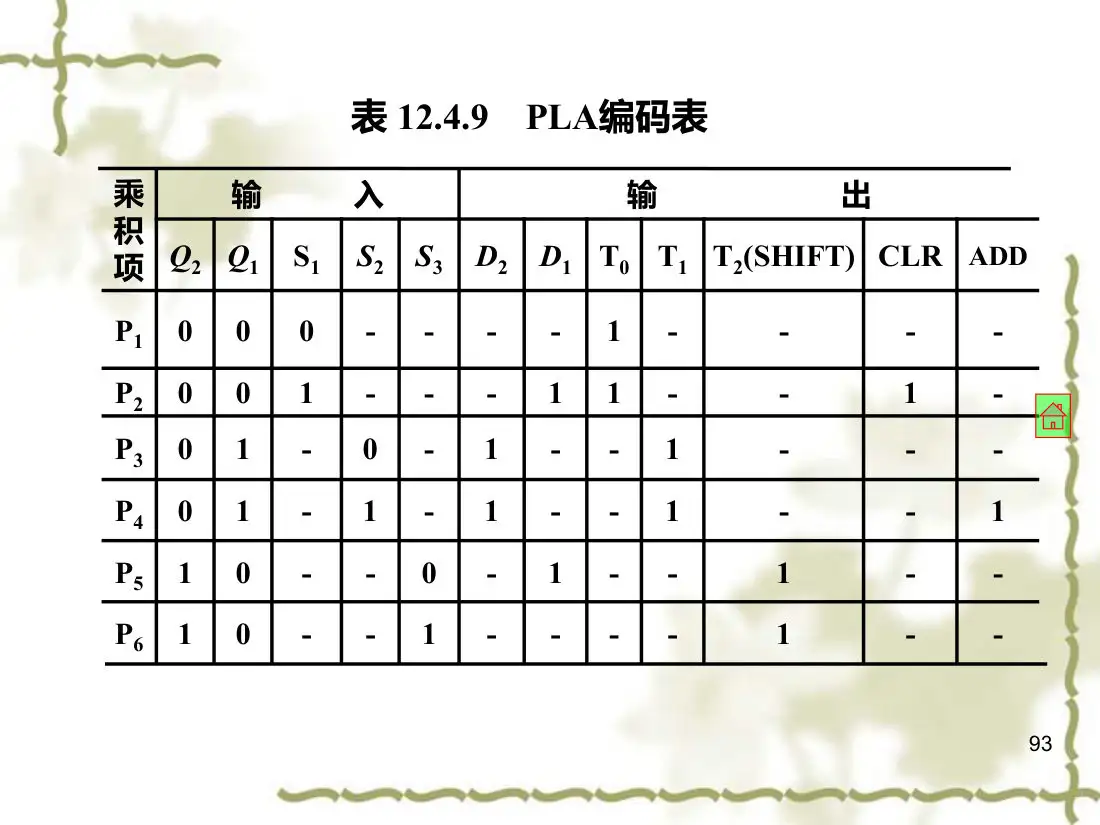 表 12.4.9 PLA编码表
乘积项 输 入 输 出
Q2 Q1 S1 S2 S3 D2 D1 T0 T1 T2(SHIFT) CLR ADD
P1 0 0 0 - - - - 1 - - - -
P2 0 0 1 - - - 1 1 - - 1 -
P3 0 1 - 0 - 1 - - 1 - - -
P4 0 1 - 1 - 1 - - 1 - - 1
P5 1 0 - - 0 - 1 - - 1 - -
P6 1 0 - - 1 - - - - 1 - -
93